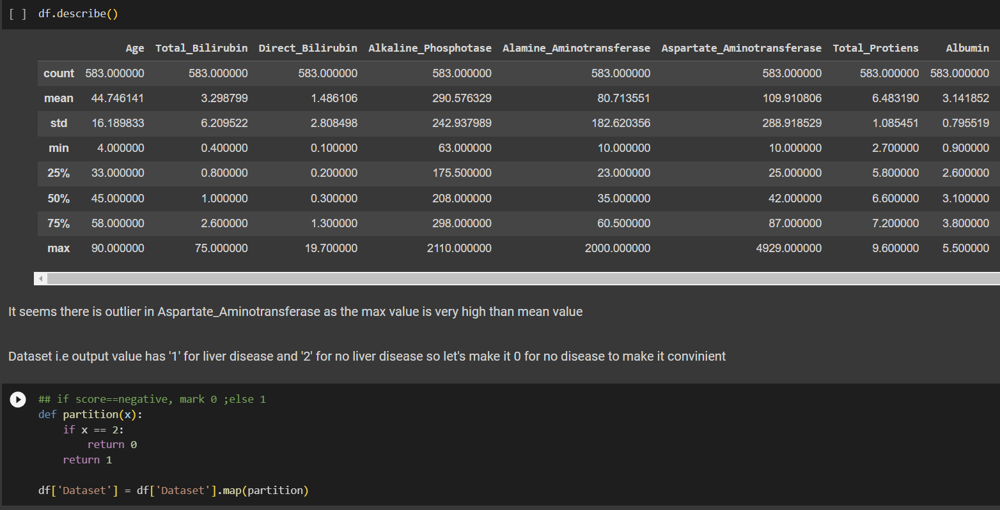 [ ] df.describe()
Age Total_Bilirubin Direct_Bilirubin Alkaline_Phosphotase Alamine_Aminotransferase Aspartate_Aminotransferase Total_Protiens Albumin
count 583.000000 583.000000 583.000000 583.000000 583.000000 583.000000 583.000000 583.000000
mean 44.746141 3.298799 1.486106 290.576329 80.713551 109.910806 6.483190 3.141852
std 16.189833 6.209522 2.808498 242.937989 182.620356 288.918529 1.085451 0.795519
min 4.000000 0.400000 0.100000 63.000000 10.000000 10.000000 2.700000 0.900000
25% 33.000000 0.800000 0.200000 175.500000 23.000000 25.000000 5.800000 2.600000
50% 45.000000 1.000000 0.300000 208.000000 35.000000 42.000000 6.600000 3.100000
75% 58.000000 2.600000 1.300000 298.000000 60.500000 87.000000 7.200000 3.800000
max 90.000000 75.000000 19.700000 2110.000000 2000.000000 4929.000000 9.600000 5.500000
It seems there is outlier in Aspartate_Aminotransferase as the max value is very high than mean value
Dataset i.e output value has '1' for liver disease and '2' for no liver disease so let's make it 0 for no disease to make it convinient
## if score==negative, mark 0 ;else 1
def partition(x):
    if x == 2:
        return 0
    return 1
df['Dataset'] = df['Dataset'].map(partition)